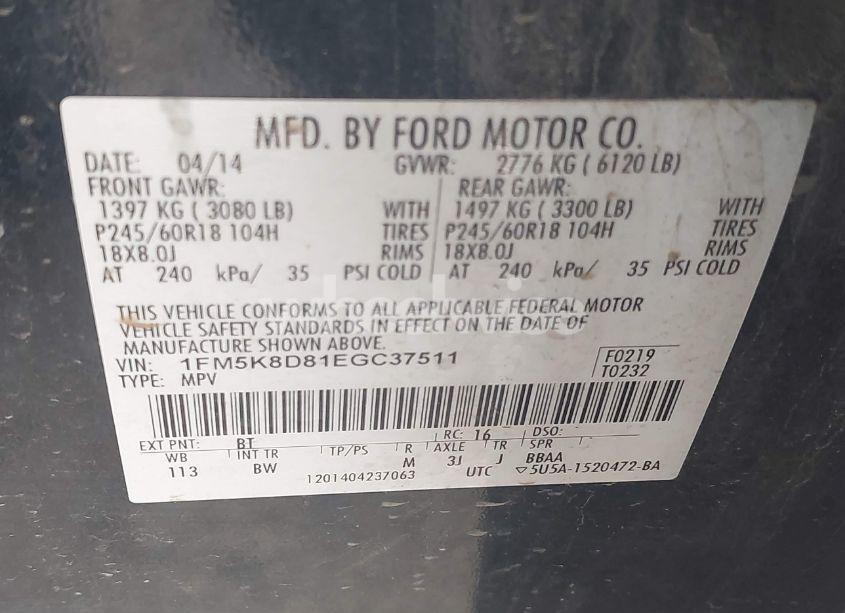 MFD. BY FORD MOTOR CO.
DATE: 04/14 GVWR: 2776 KG ( 6120 LB)
FRONT GAWR: REAR GAWR:
1397 KG ( 3080 LB) WITH 1497 KG ( 3300 LB) WITH
P245/60R18 104H TIRES P245/60R18 104H TIRES
18X8.0J RIMS 18X8.0J RIMS
AT 240 kPa/ 35 PSI COLD AT 240 kPa/ 35 PSI COLD
THIS VEHICLE CONFORMS TO ALL APPLICABLE FEDERAL MOTOR
VEHICLE SAFETY STANDARDS IN EFFECT ON THE DATE OF
MANUFACTURE SHOWN ABOVE.
VIN: 1FM5K8D81EGC37511 F0219
TYPE: MPV T0232
EXT PNT: BT RC: 16 DSO:
WB INT TR TP/PS R AXLE TR SPR
113 BW M 3J J BBAA
1201404237063 UTC ▽5U5A-1520472-BA